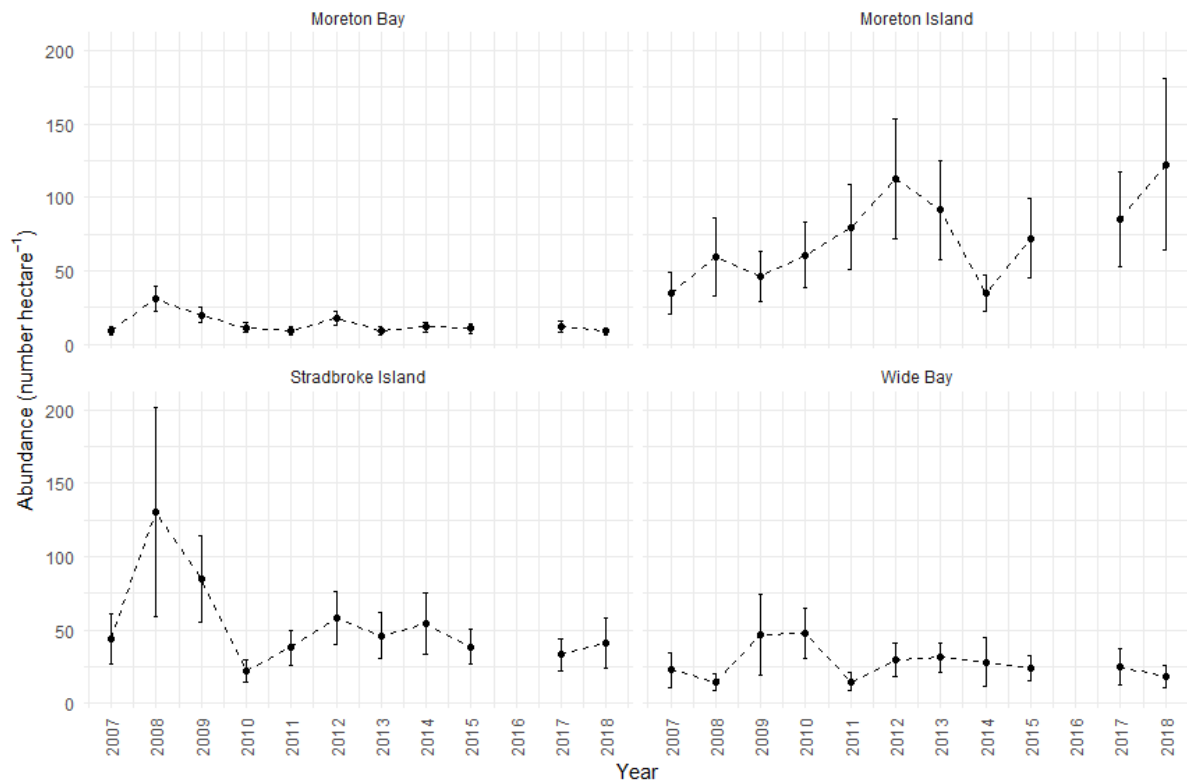 Moreton Bay
Moreton Island
200
150
100
50
0
Stradbroke Island
Wide Bay
200
150
100
50
0
Abundance (number hectare⁻¹)
2007 2008 2009 2010 2011 2012 2013 2014 2015 2016 2017 2018
2007 2008 2009 2010 2011 2012 2013 2014 2015 2016 2017 2018
Year